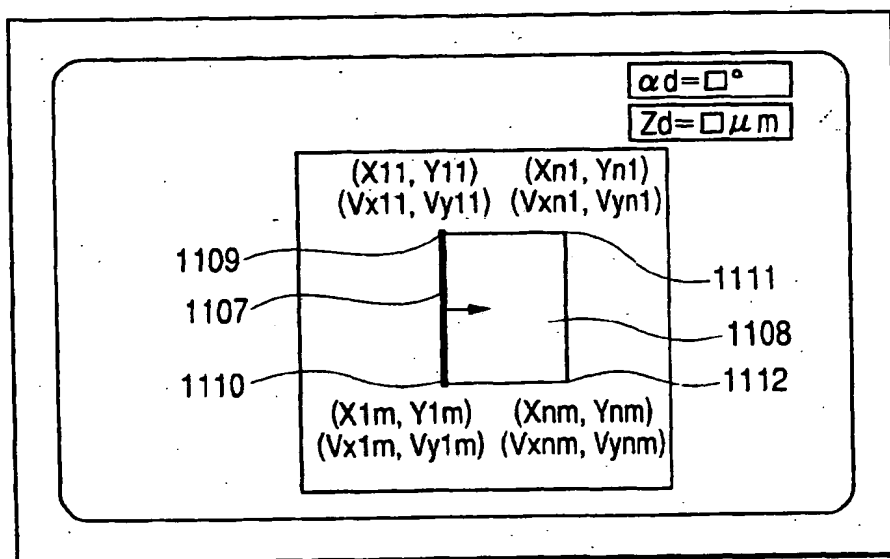 αd=□°
Zd=□μm
(X11, Y11) (Xn1, Yn1)
(Vx11, Vy11) (Vxn1, Vyn1)
1109
1111
1107
1108
1110
1112
(X1m, Y1m) (Xnm, Ynm)
(Vx1m, Vy1m) (Vxnm, Vynm)